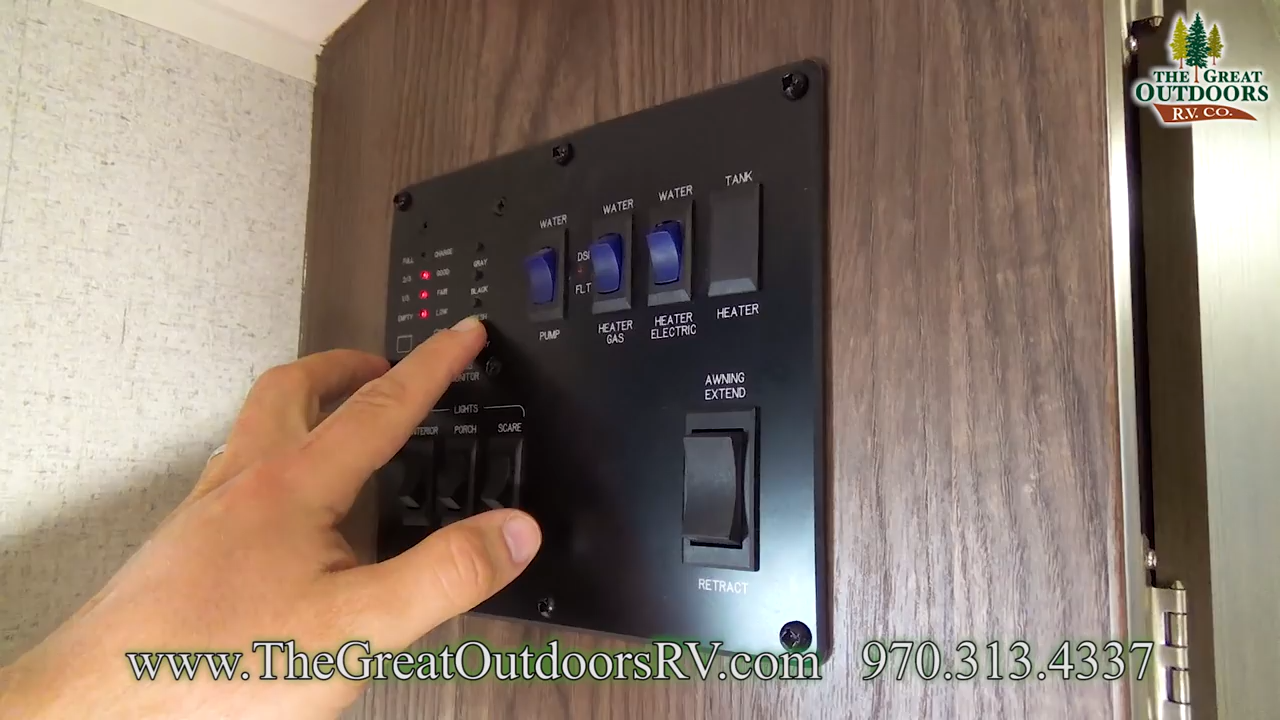 THE GREAT
OUTDOORS
R.V. CO.
FULL CHARGE
2/3 GOOD
1/3 FAIR
EMPTY LOW
GRAY
BLACK
WATER
PUMP
DSI
FLT
WATER
HEATER
GAS
WATER
HEATER
ELECTRIC
TANK
HEATER
LIGHTS
PORCH
SCARE
AWNING
EXTEND
RETRACT
www.TheGreatOutdoorsRV.com 970.313.4337